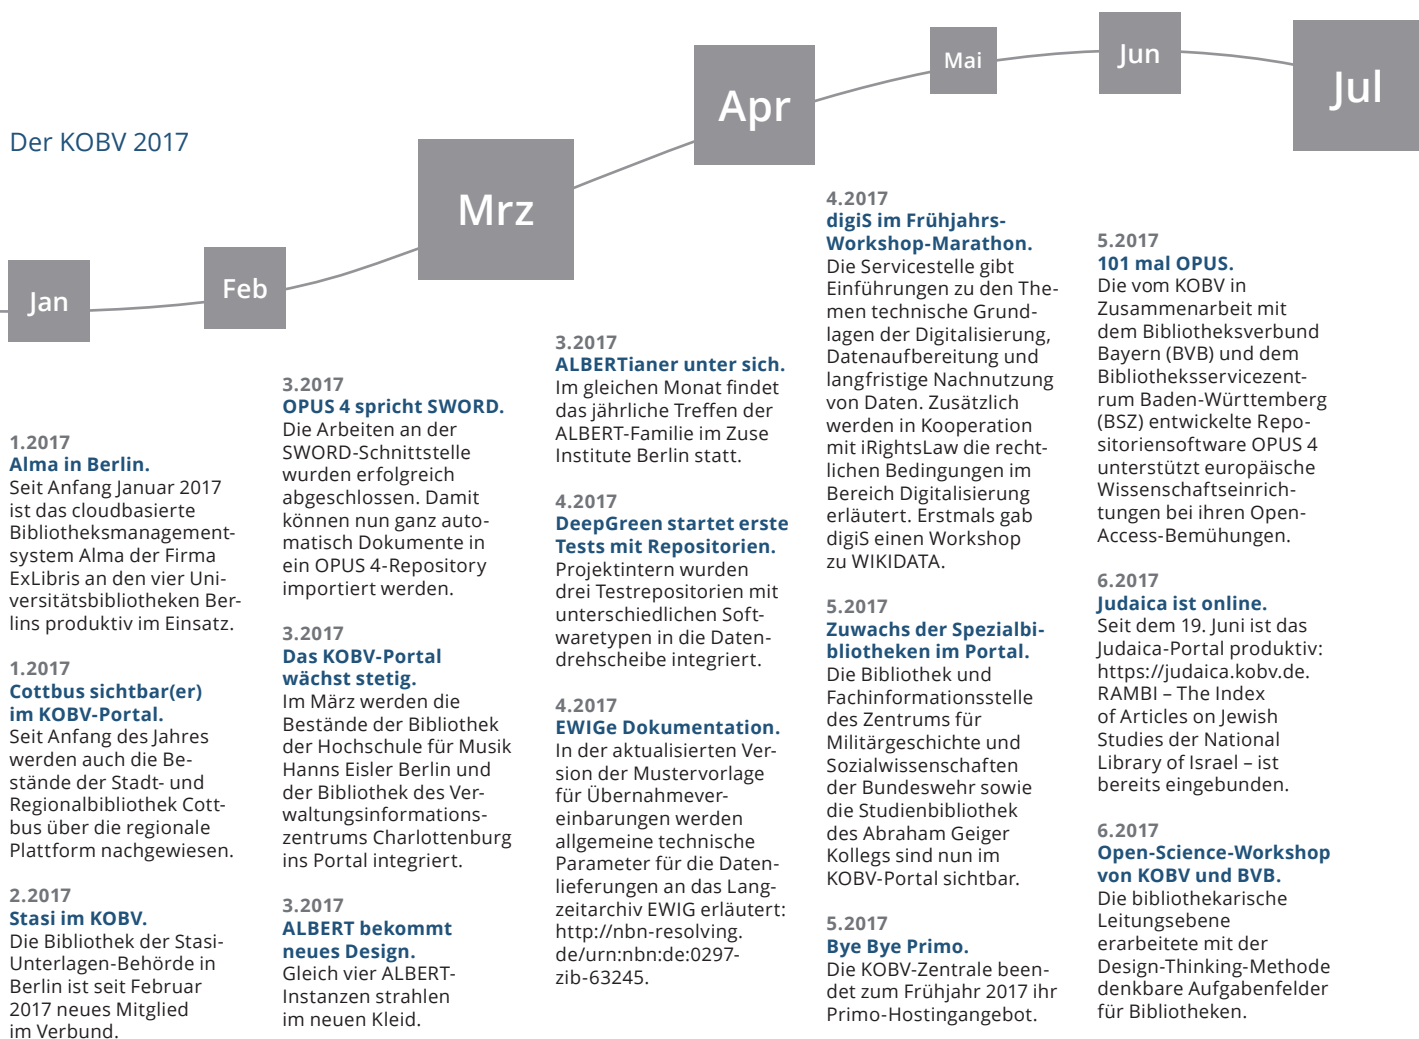 Der KOBV 2017
Jan
Feb
Mrz
Apr
Mai
Jun
Jul
1.2017
Alma in Berlin.
Seit Anfang Januar 2017
ist das cloudbasierte
Bibliotheksmanagement-
system Alma der Firma
ExLibris an den vier Uni-
versitätsbibliotheken Ber-
lins produktiv im Einsatz.
1.2017
Cottbus sichtbar(er)
im KOBV-Portal.
Seit Anfang des Jahres
werden auch die Be-
stände der Stadt- und
Regionalbibliothek Cott-
bus über die regionale
Plattform nachgewiesen.
2.2017
Stasi im KOBV.
Die Bibliothek der Stasi-
Unterlagen-Behörde in
Berlin ist seit Februar
2017 neues Mitglied
im Verbund.
3.2017
OPUS 4 spricht SWORD.
Die Arbeiten an der
SWORD-Schnittstelle
wurden erfolgreich
abgeschlossen. Damit
können nun ganz auto-
matisch Dokumente in
ein OPUS 4-Repository
importiert werden.
3.2017
Das KOBV-Portal
wächst stetig.
Im März werden die
Bestände der Bibliothek
der Hochschule für Musik
Hanns Eisler Berlin und
der Bibliothek des Ver-
waltungsinformations-
zentrums Charlottenburg
ins Portal integriert.
3.2017
ALBERT bekommt
neues Design.
Gleich vier ALBERT-
Instanzen strahlen
im neuen Kleid.
3.2017
ALBERTianer unter sich.
Im gleichen Monat findet
das jährliche Treffen der
ALBERT-Familie im Zuse
Institute Berlin statt.
4.2017
DeepGreen startet erste
Tests mit Repositorien.
Projektintern wurden
drei Testrepositorien mit
unterschiedlichen Soft-
waretypen in die Daten-
drehscheibe integriert.
4.2017
EWIGe Dokumentation.
In der aktualisierten Ver-
sion der Mustervorlage
für Übernahmever-
einbarungen werden
allgemeine technische
Parameter für die Daten-
lieferungen an das Lang-
zeitarchiv EWIG erläutert:
http://nbn-resolving.
de/urn:nbn:de:0297-
zib-63245.
4.2017
digiS im Frühjahrs-
Workshop-Marathon.
Die Servicestelle gibt
Einführungen zu den The-
men technische Grund-
lagen der Digitalisierung,
Datenaufbereitung und
langfristige Nachnutzung
von Daten. Zusätzlich
werden in Kooperation
mit iRightsLaw die recht-
lichen Bedingungen im
Bereich Digitalisierung
erläutert. Erstmals gab
digiS einen Workshop
zu WIKIDATA.
5.2017
Zuwachs der Spezialbi-
bliotheken im Portal.
Die Bibliothek und
Fachinformationsstelle
des Zentrums für
Militärgeschichte und
Sozialwissenschaften
der Bundeswehr sowie
die Studienbibliothek
des Abraham Geiger
Kollegs sind nun im
KOBV-Portal sichtbar.
5.2017
Bye Bye Primo.
Die KOBV-Zentrale been-
det zum Frühjahr 2017 ihr
Primo-Hostingangebot.
5.2017
101 mal OPUS.
Die vom KOBV in
Zusammenarbeit mit
dem Bibliotheksverbund
Bayern (BVB) und dem
Bibliotheksservicezent-
rum Baden-Württemberg
(BSZ) entwickelte Repo-
sitoriensoftware OPUS 4
unterstützt europäische
Wissenschaftseinrich-
tungen bei ihren Open-
Access-Bemühungen.
6.2017
Judaica ist online.
Seit dem 19. Juni ist das
Judaica-Portal produktiv:
https://judaica.kobv.de.
RAMBI – The Index
of Articles on Jewish
Studies der National
Library of Israel – ist
bereits eingebunden.
6.2017
Open-Science-Workshop
von KOBV und BVB.
Die bibliothekarische
Leitungsebene
erarbeitete mit der
Design-Thinking-Methode
denkbare Aufgabenfelder
für Bibliotheken.